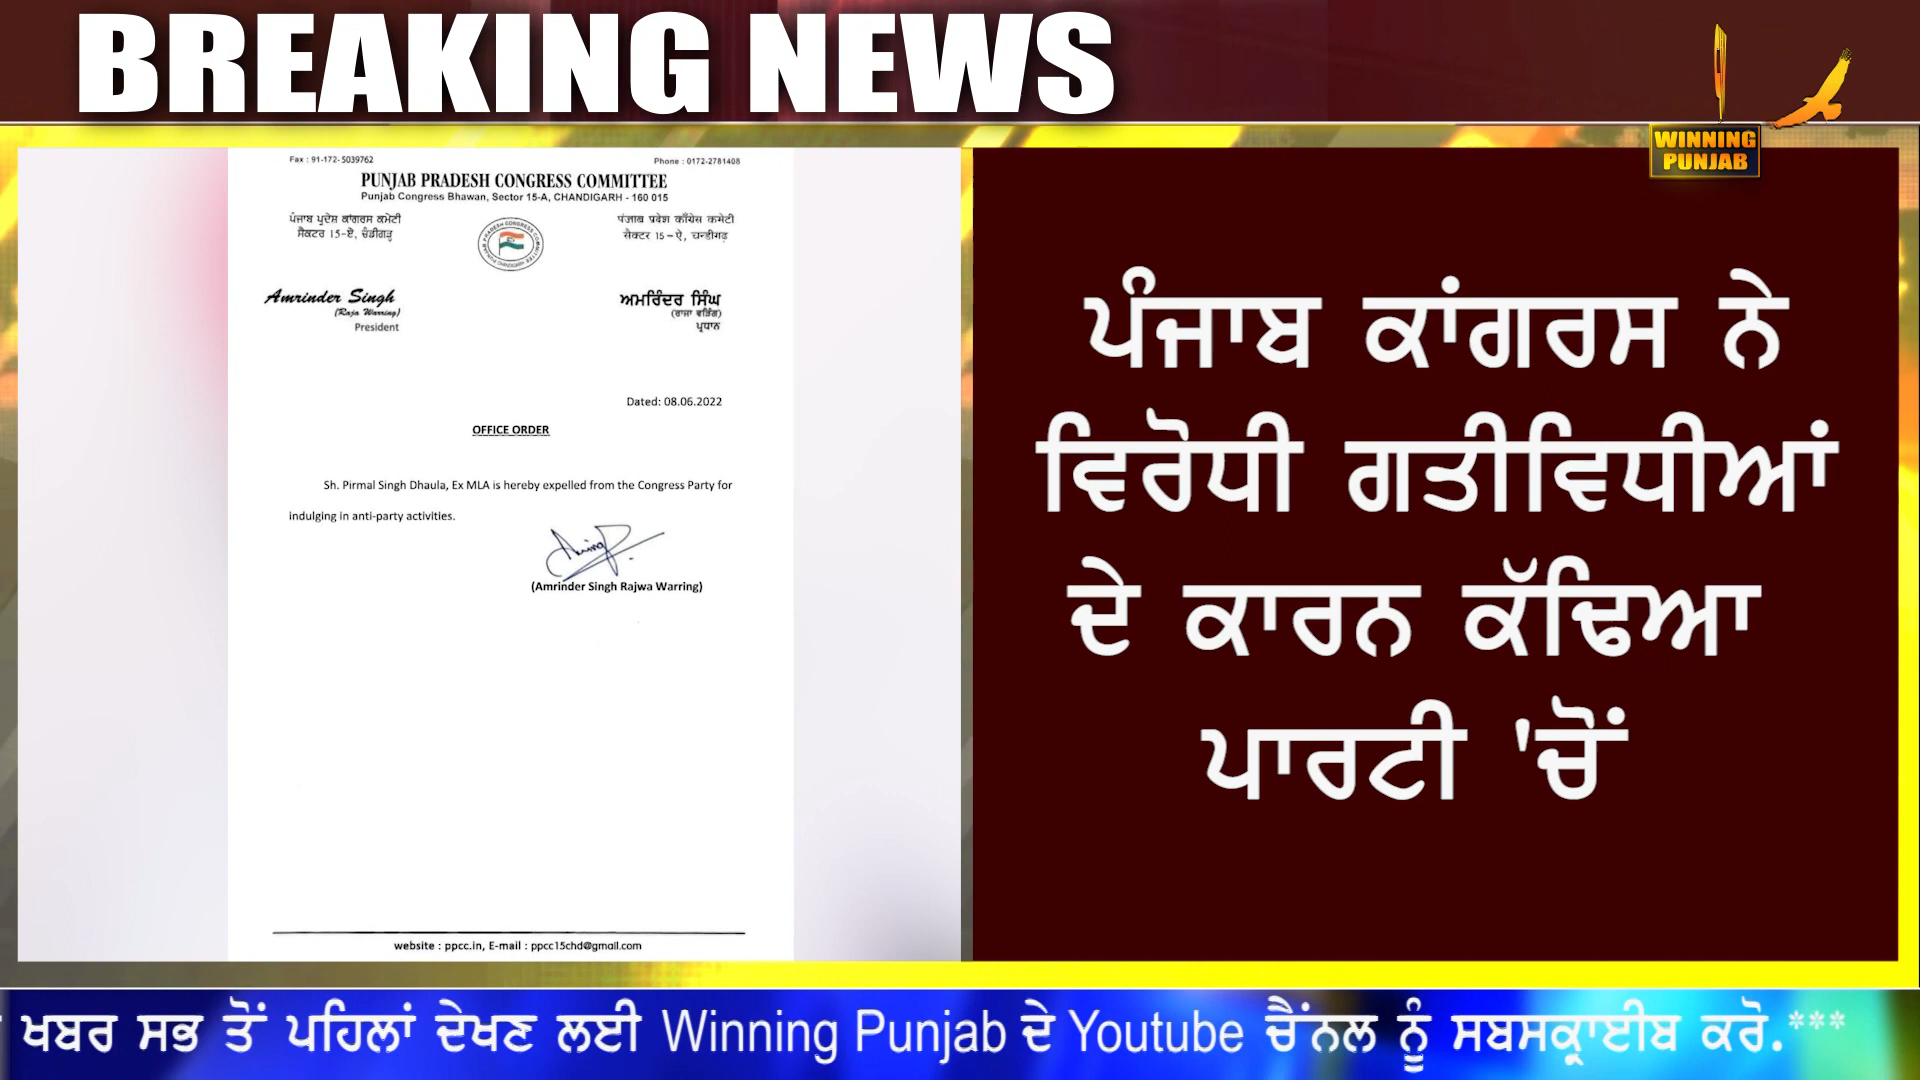 BREAKING NEWS
WINNING
PUNJAB
Fax : 91-172- 5039762
Phone : 0172-2781408
PUNJAB PRADESH CONGRESS COMMITTEE
Punjab Congress Bhawan, Sector 15-A, CHANDIGARH - 160 015
ਪੰਜਾਬ ਪ੍ਰਦੇਸ਼ ਕਾਂਗਰਸ ਕਮੇਟੀ
ਸੈਕਟਰ 15-ਏ, ਚੰਡੀਗੜ੍ਹ
पंजाब प्रदेश काँग्रेस कमेटी
सैक्टर 15 – ऐ, चन्डीगढ़
Amrinder Singh
(Raja Warring)
President
ਅਮਰਿੰਦਰ ਸਿੰਘ
(ਰਾਜਾ ਵੜਿੰਗ)
ਪ੍ਰਧਾਨ
Dated: 08.06.2022
OFFICE ORDER
Sh. Pirmal Singh Dhaula, Ex MLA is hereby expelled from the Congress Party for
indulging in anti-party activities.
(Amrinder Singh Rajwa Warring)
website : ppcc.in, E-mail : ppcc15chd@gmail.com
ਪੰਜਾਬ ਕਾਂਗਰਸ ਨੇ
ਵਿਰੋਧੀ ਗਤੀਵਿਧੀਆਂ
ਦੇ ਕਾਰਨ ਕੱਢਿਆ
ਪਾਰਟੀ 'ਚੋਂ
ਖਬਰ ਸਭ ਤੋਂ ਪਹਿਲਾਂ ਦੇਖਣ ਲਈ Winning Punjab ਦੇ Youtube ਚੈਂਨਲ ਨੂੰ ਸਬਸਕ੍ਰਾਈਬ ਕਰੋ.***